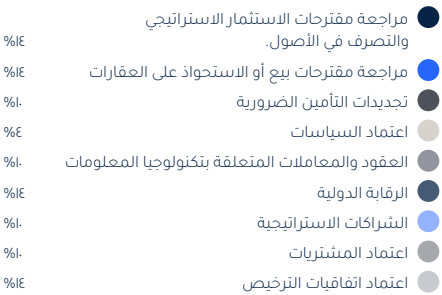 مراجعة مقترحات الاستثمار الاستراتيجي
والتصرف في الأصول. ١٤%
مراجعة مقترحات بيع أو الاستحواذ على العقارات ١٤%
تجديدات التأمين الضرورية ١٠%
اعتماد السياسات ٤%
العقود والمعاملات المتعلقة بتكنولوجيا المعلومات ١٠%
الرقابة الدولية ١٤%
الشراكات الاستراتيجية ١٠%
اعتماد المشتريات ١٠%
اعتماد اتفاقيات الترخيص ١٤%